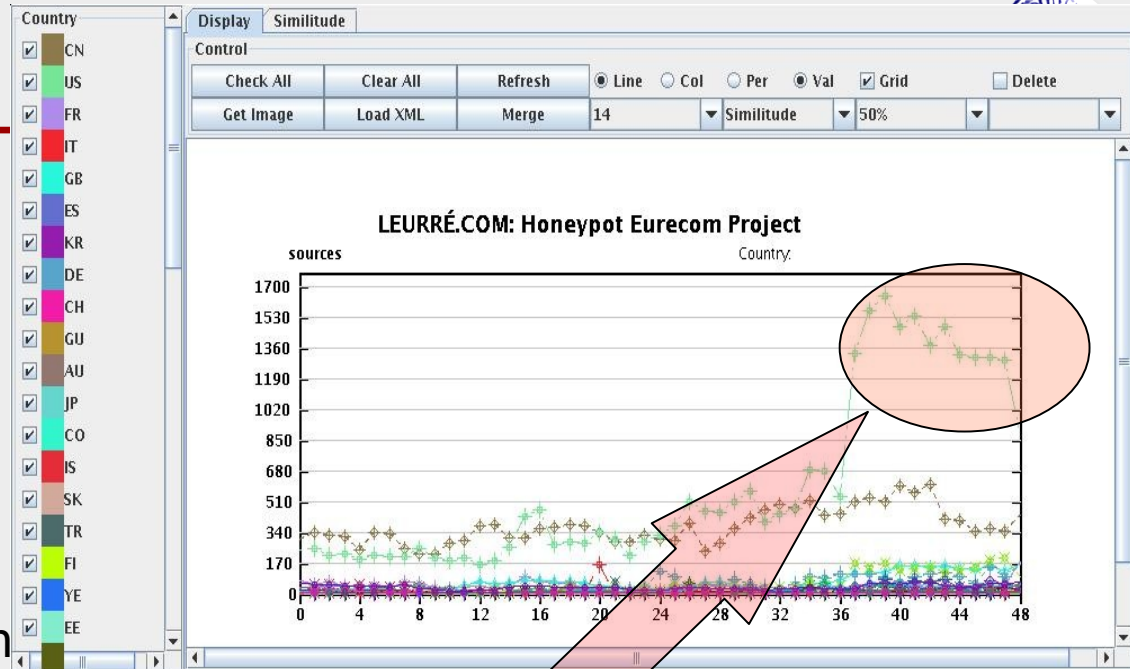 Country
CN
US
FR
IT
GB
ES
KR
DE
CH
GU
AU
JP
CO
IS
SK
TR
FI
YE
EE
Display Similitude
Control
Check All Clear All Refresh Line Col Per Val Grid Delete
Get Image Load XML Merge 14 Similitude 50%
LEURRÉ.COM: Honeypot Eurecom Project
sources Country:
1700
1530
1360
1190
1020
850
680
510
340
170
0
0 4 8 12 16 20 24 28 32 36 40 44 48